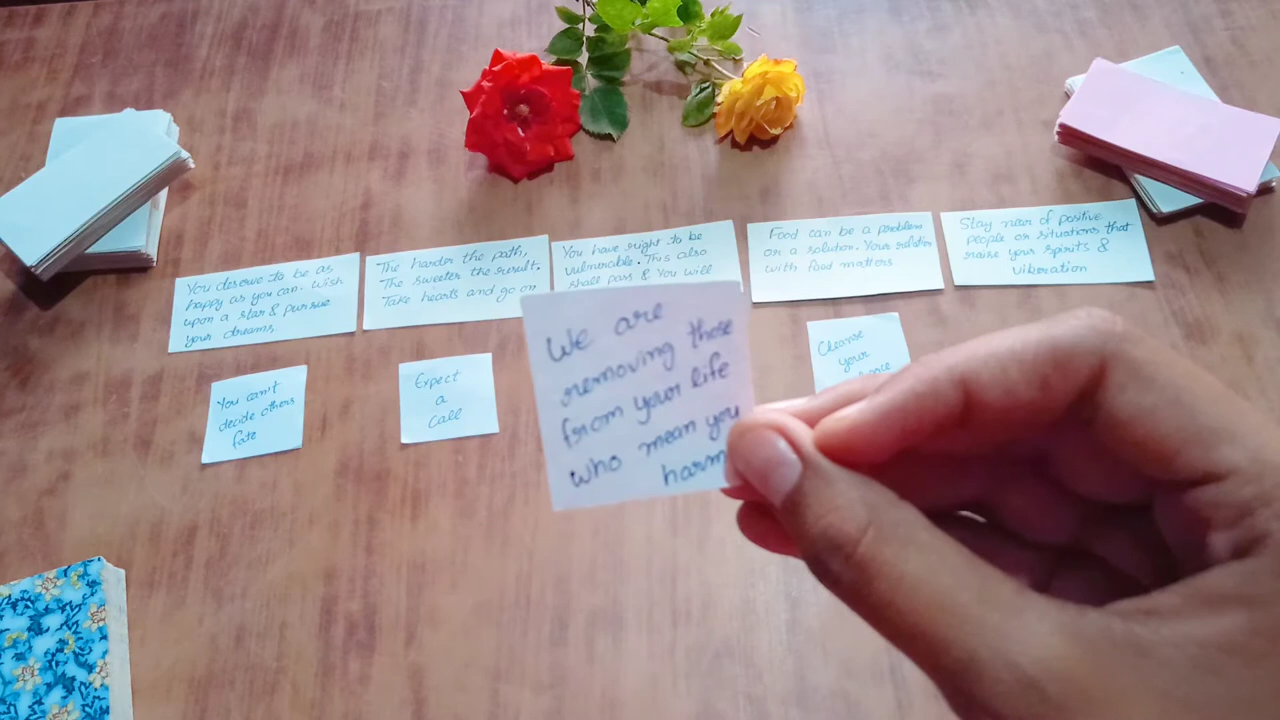 You deserve to be as
happy as you can. Wish
upon a star & pursue
your dreams
The harder the path,
The sweeter the result.
Take hearts and go on
You have right to be
vulnerable. This also
shall pass & You will
Food can be a problem
or a solution. Your relation
with food matters
Stay near of positive
people or situations that
raise your spirits &
viberation
You can't
decide others
fate
Expect
a
call
We are
removing those
from your life
who mean you
harm
Cleanse
your